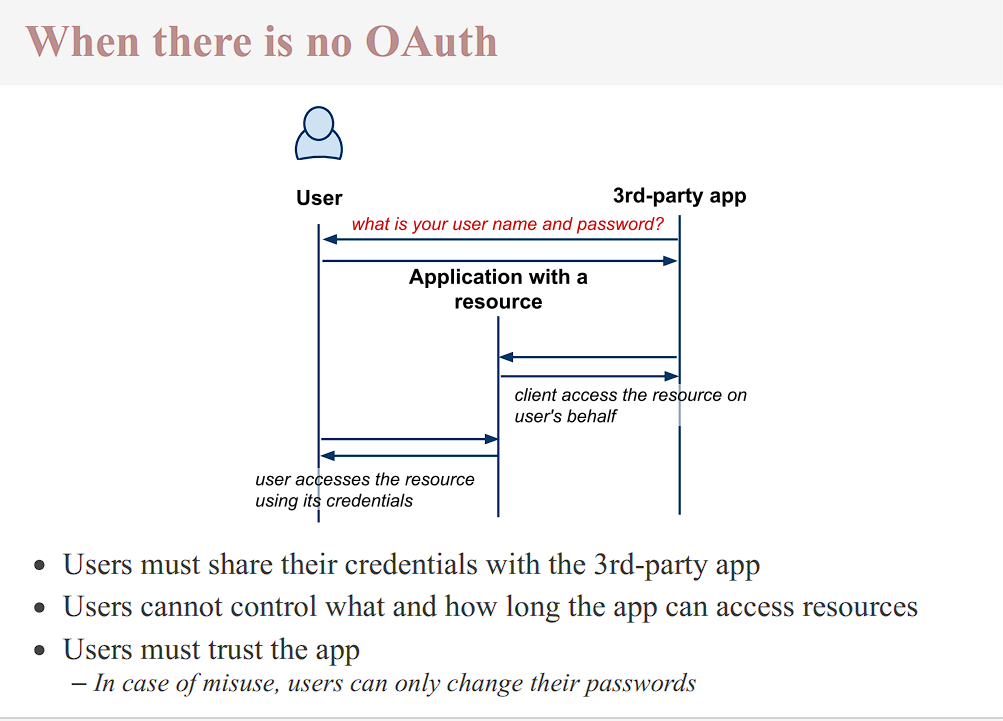 When there is no OAuth
User
3rd-party app
what is your user name and password?
Application with a
resource
client access the resource on
user's behalf
user accesses the resource
using its credentials
• Users must share their credentials with the 3rd-party app
• Users cannot control what and how long the app can access resources
• Users must trust the app
– In case of misuse, users can only change their passwords